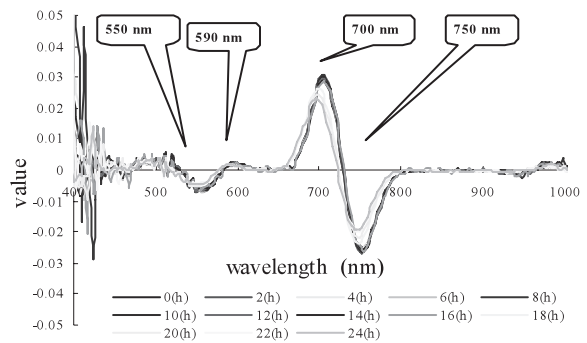 0.05
550 nm
590 nm
700 nm
750 nm
0.04
0.03
0.02
0.01
0
-0.01
-0.02
-0.03
-0.04
-0.05
400 500 600 700 800 900 1000
value
wavelength (nm)
0(h) 2(h) 4(h) 6(h) 8(h)
10(h) 12(h) 14(h) 16(h) 18(h)
20(h) 22(h) 24(h)